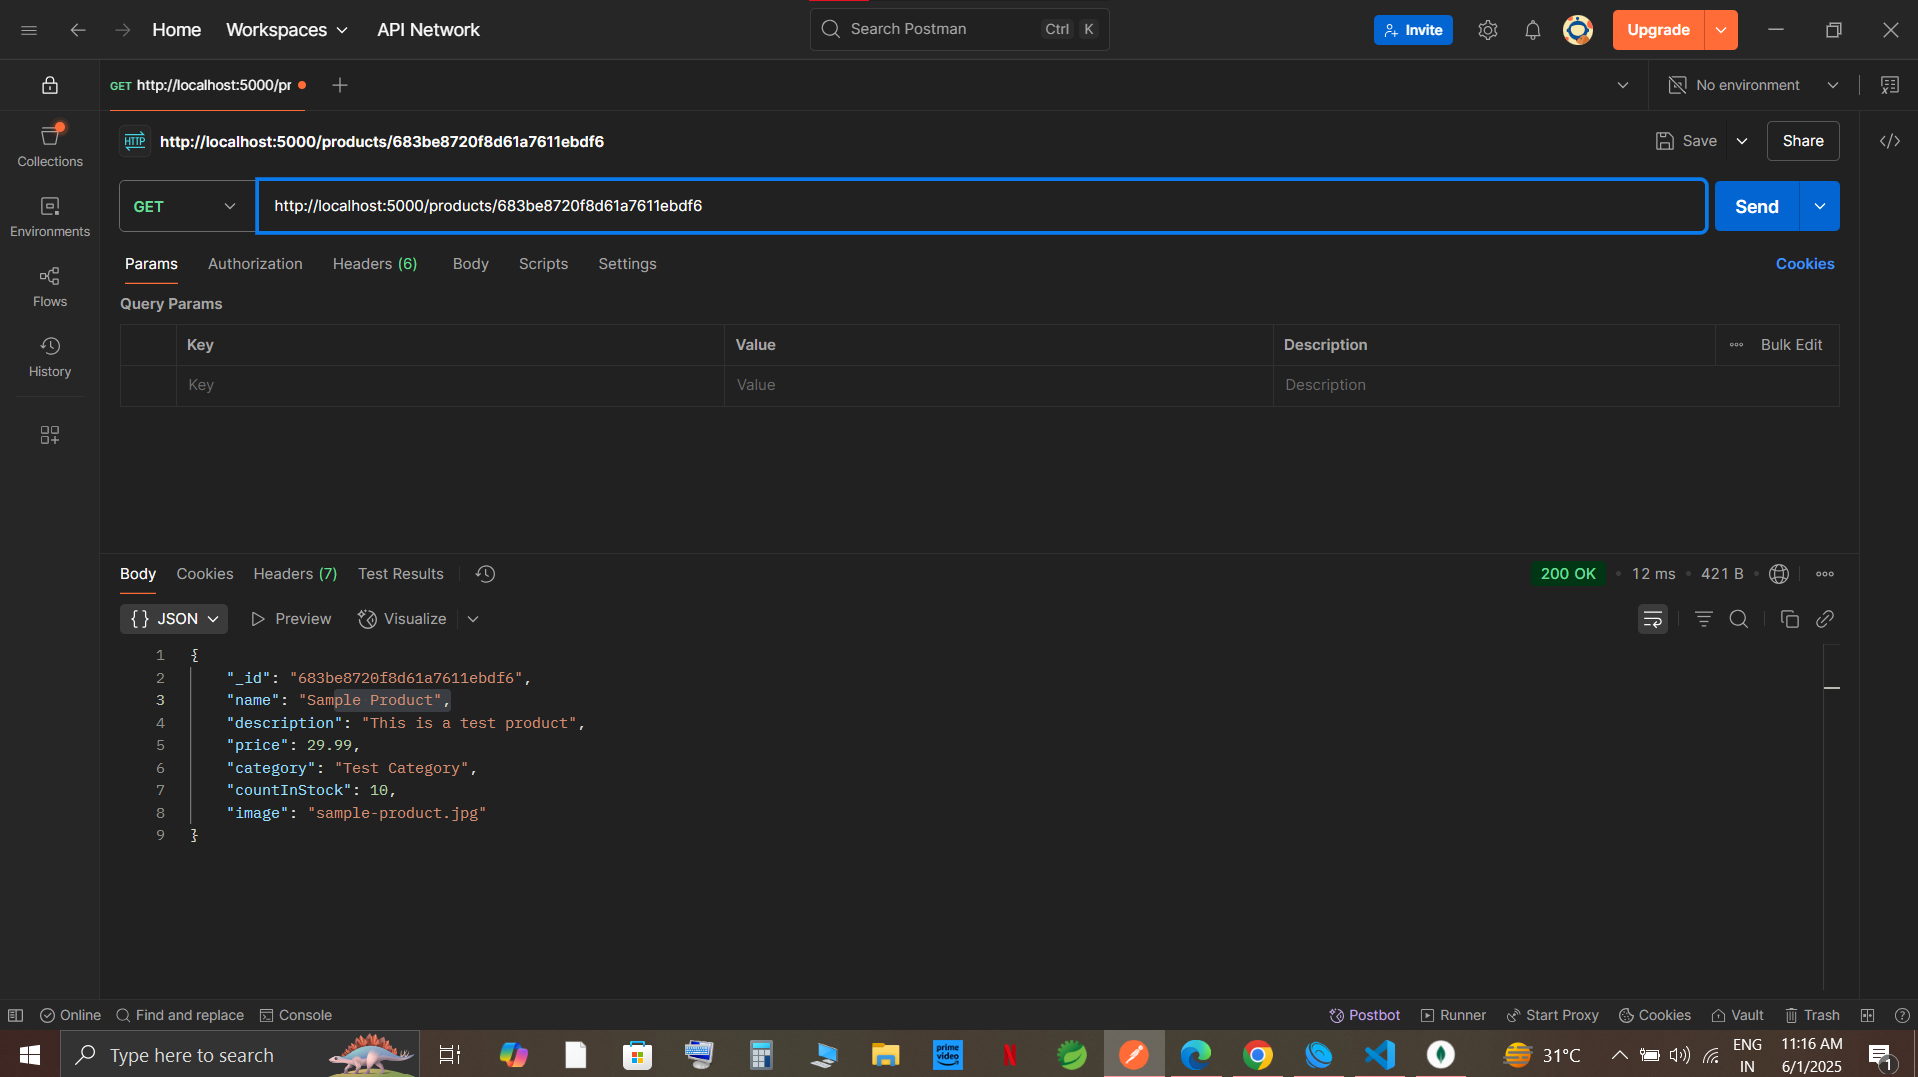 Home Workspaces API Network Search Postman Ctrl K Invite Upgrade
GET http://localhost:5000/pr No environment
HTTP http://localhost:5000/products/683be8720f8d61a7611ebdf6 Save Share
Collections
GET http://localhost:5000/products/683be8720f8d61a7611ebdf6 Send
Environments
Params Authorization Headers (6) Body Scripts Settings Cookies
Flows
Query Params
Key Value Description Bulk Edit
History
Key Value Description
Body Cookies Headers (7) Test Results 200 OK 12 ms 421 B
{} JSON Preview Visualize
1 {
2 "_id": "683be8720f8d61a7611ebdf6",
3 "name": "Sample Product",
4 "description": "This is a test product",
5 "price": 29.99,
6 "category": "Test Category",
7 "countInStock": 10,
8 "image": "sample-product.jpg"
9 }
Online Find and replace Console Postbot Runner Start Proxy Cookies Vault Trash
Type here to search prime video N 31°C ENG IN 11:16 AM 6/1/2025 1